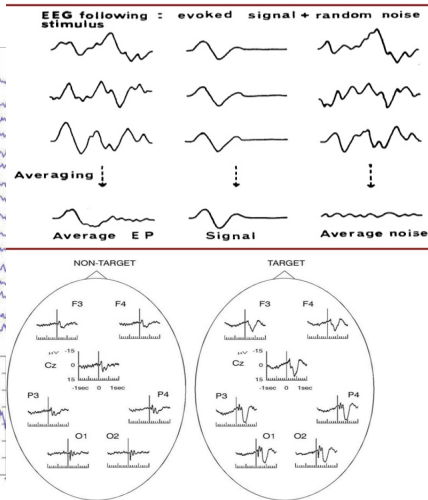 EEG following : evoked signal + random noise
stimulus
Averaging
Average EP Signal Average noise
NON-TARGET TARGET
F3 F4 F3 F4
-15 -15
Cz 0 Cz 0
15 15
-1sec 0 1sec -1sec 0 1sec
P3 P4 P3 P4
O1 O2 O1 O2